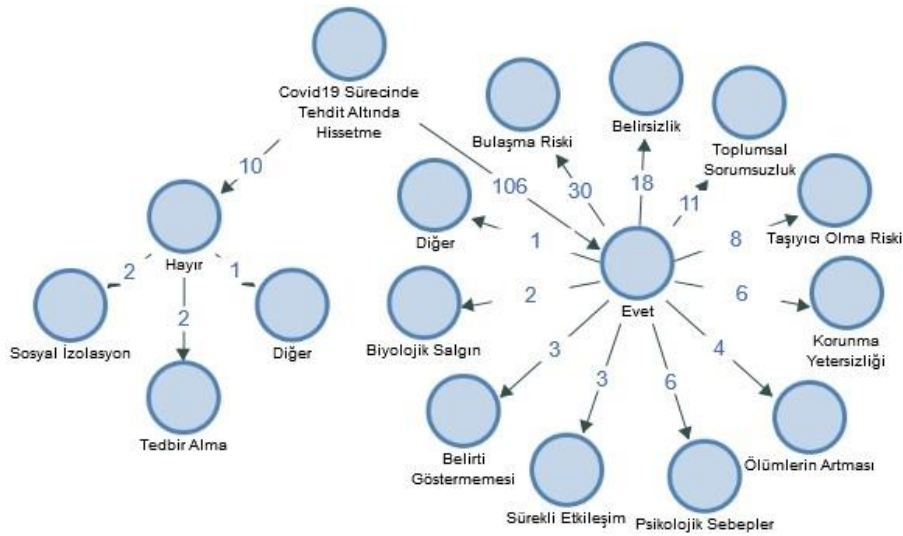 Covid19 Sürecinde
Tehdit Altında
Hissetme
10
106
Hayır
2
2
1
Sosyal İzolasyon
Tedbir Alma
Diğer
Evet
Bulaşma Riski
30
Belirsizlik
18
Toplumsal
Sorumsuzluk
11
Taşıyıcı Olma Riski
8
Korunma
Yetersizliği
6
Ölümlerin Artması
4
Psikolojik Sebepler
6
Sürekli Etkileşim
3
Belirti
Göstermemesi
3
Biyolojik Salgın
2
Diğer
1